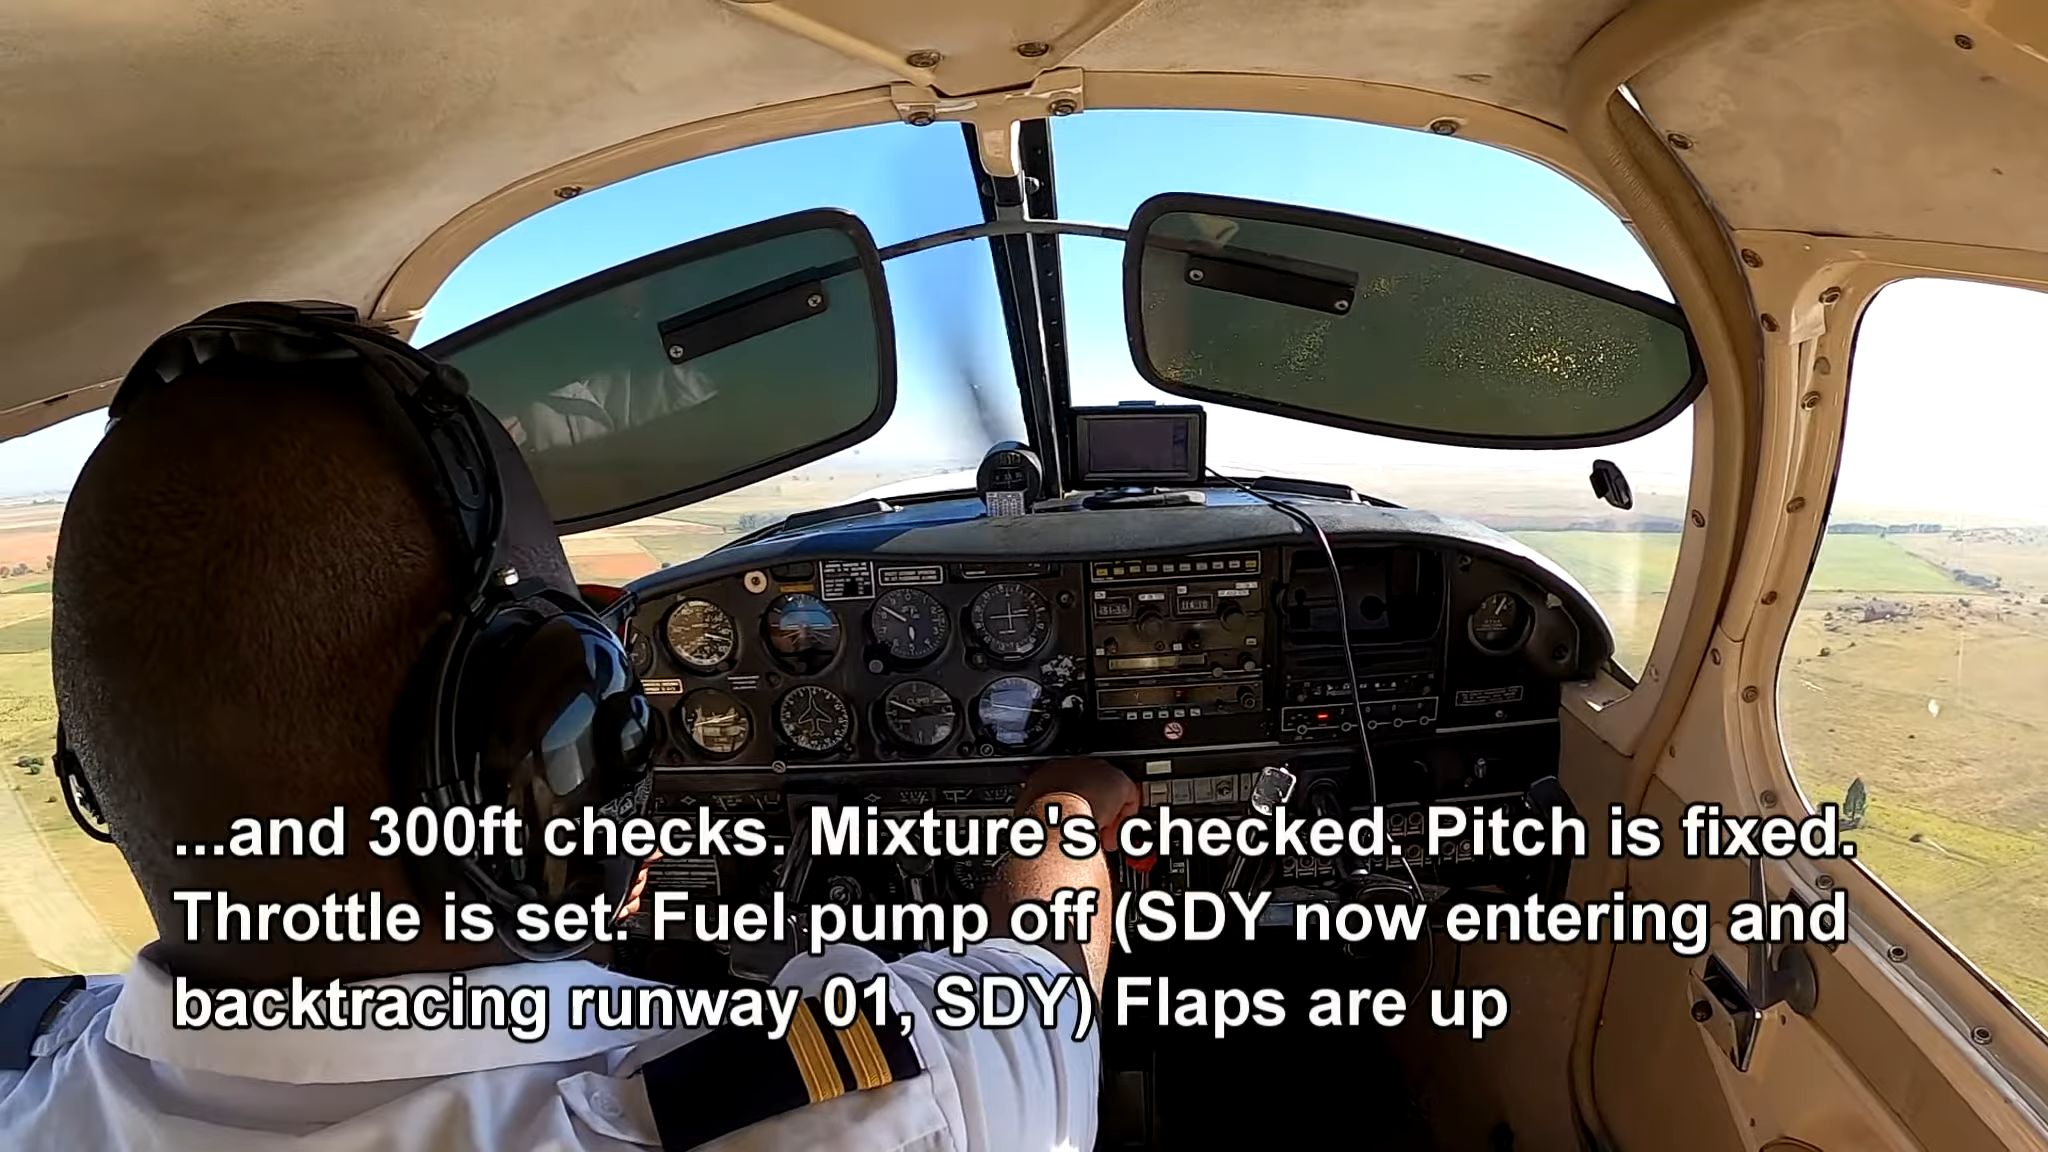 ...and 300ft checks. Mixture's checked. Pitch is fixed.
Throttle is set. Fuel pump off (SDY now entering and
backtracing runway 01, SDY) Flaps are up